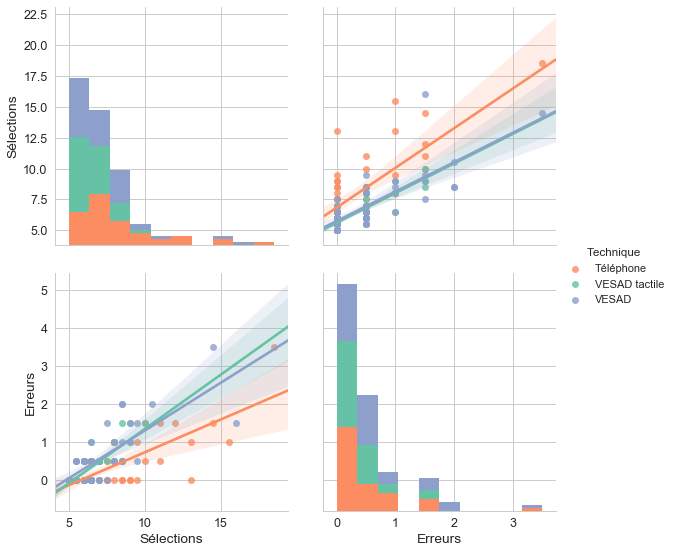 22.5
20.0
17.5
15.0
12.5
10.0
7.5
5.0
Sélections
5
4
3
2
1
0
Erreurs
5
10
15
Sélections
0
1
2
3
Erreurs
Technique
Téléphone
VESAD tactile
VESAD